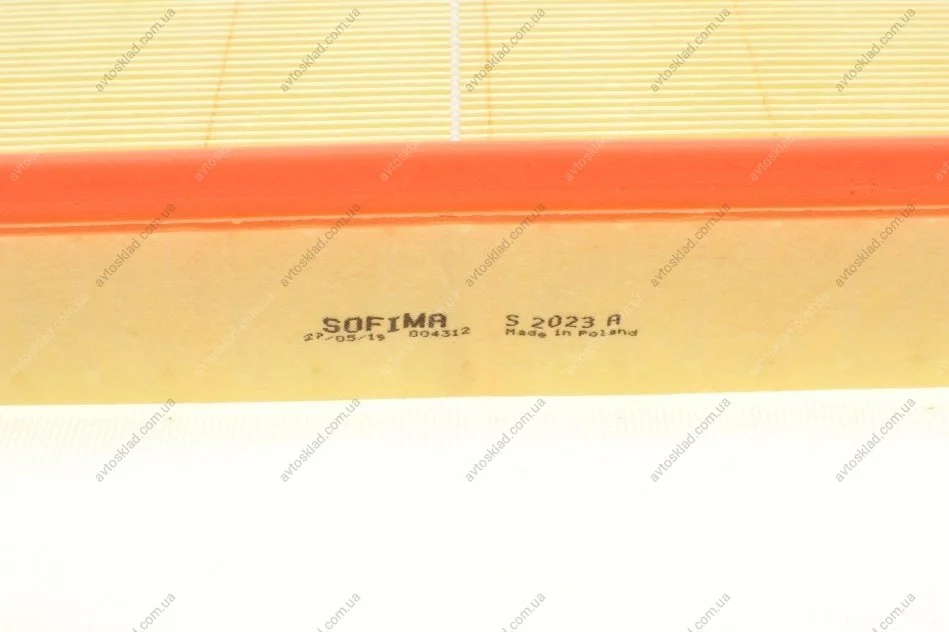 SOFIMA S 2023 A
27/05/19 004312 Made in Poland
avtosklad.com.ua